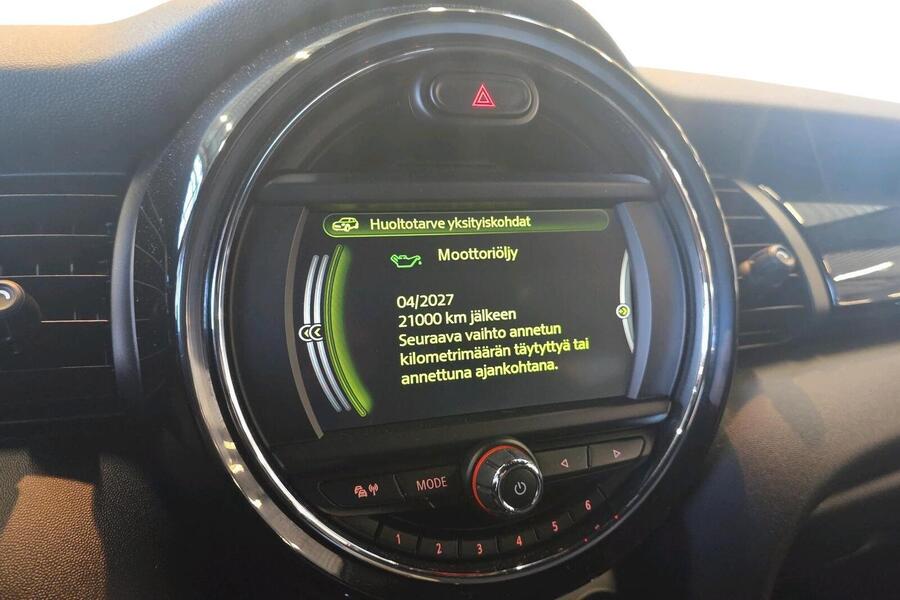 Huoltotarve yksityiskohdat
Moottoriöljy
04/2027
21000 km jälkeen
Seuraava vaihto annetun
kilometrimäärän täytyttyä tai
annettuna ajankohtana.
MODE
1 2 3 4 5 6